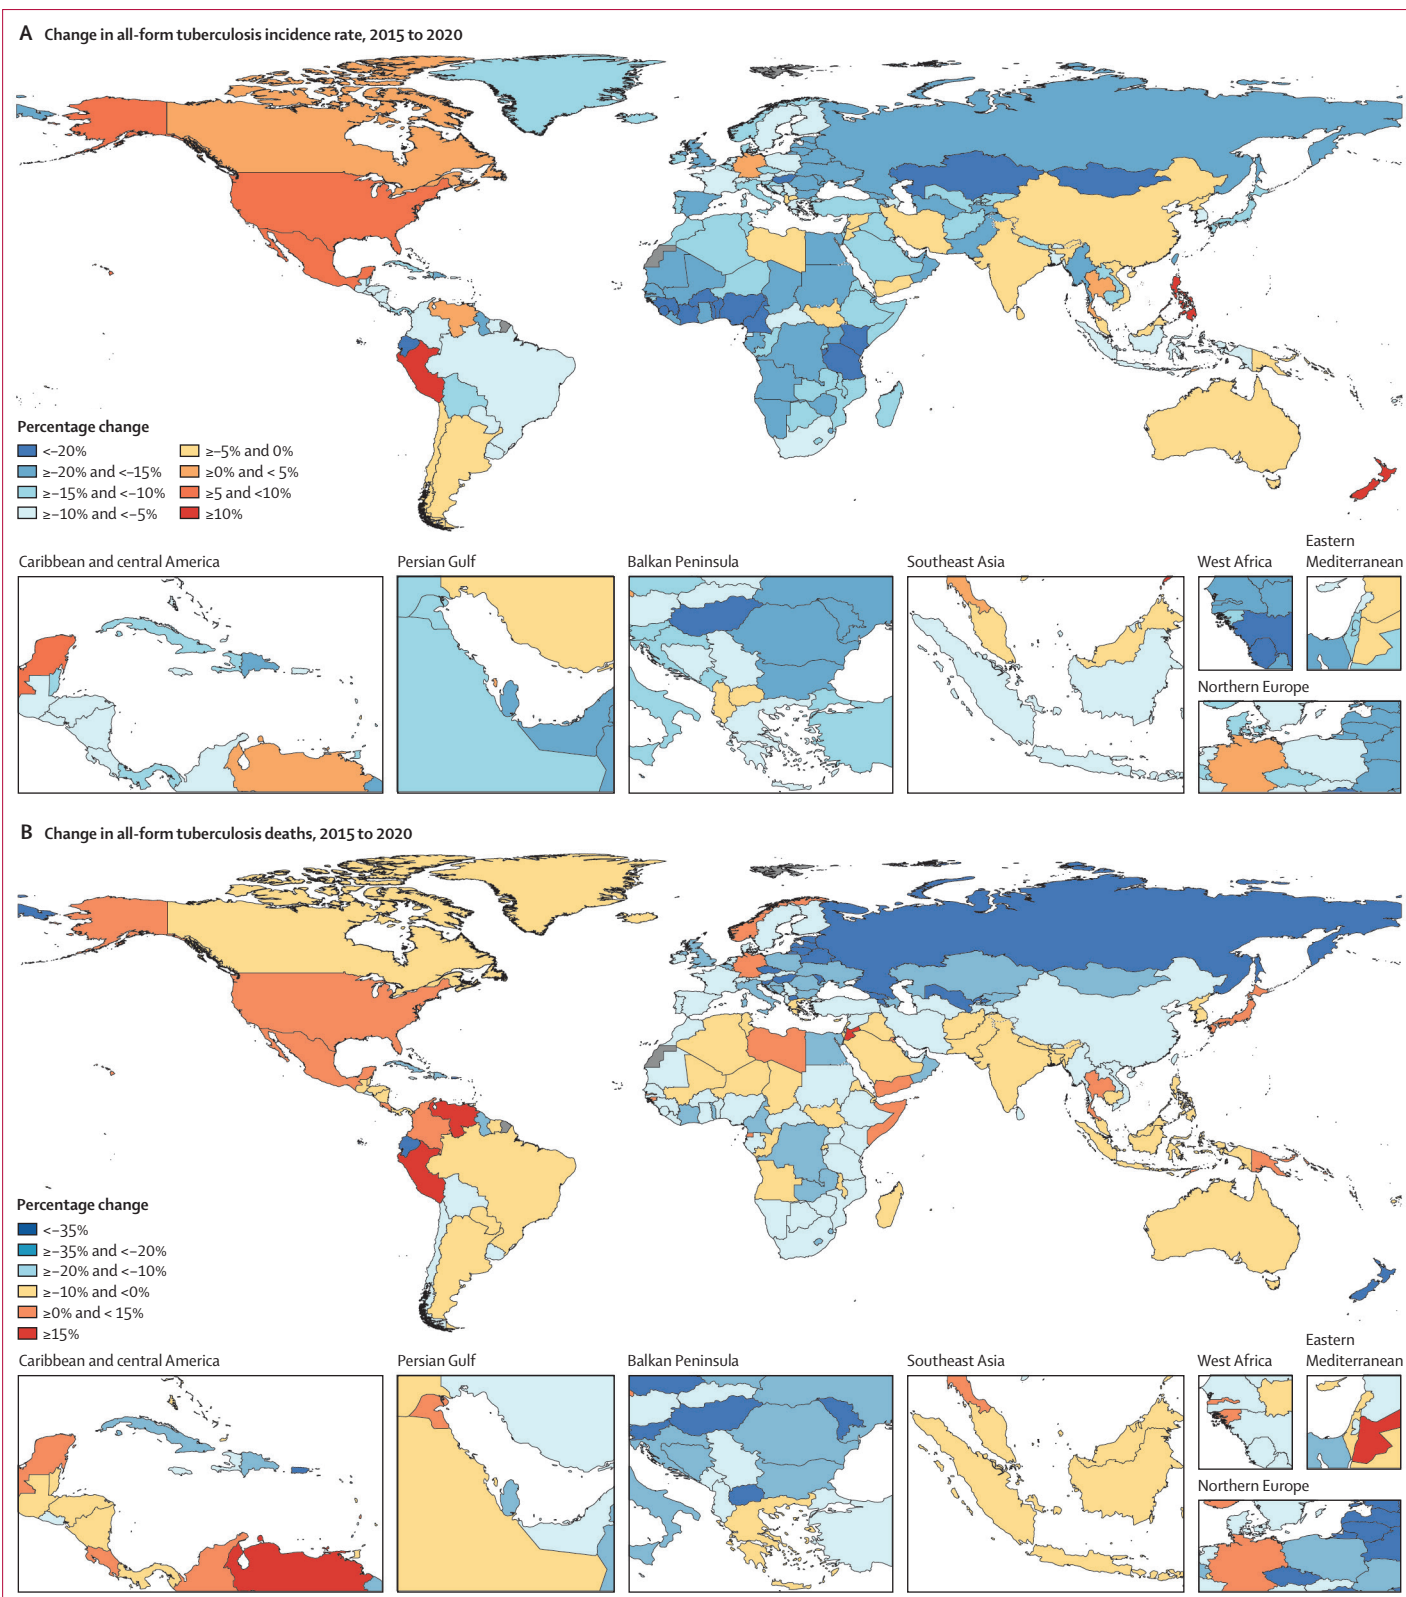 A Change in all-form tuberculosis incidence rate, 2015 to 2020
Percentage change
<–20%
≥–20% and <–15%
≥–15% and <–10%
≥–10% and <–5%
≥–5% and 0%
≥0% and < 5%
≥5 and <10%
≥10%
Caribbean and central America
Persian Gulf
Balkan Peninsula
Southeast Asia
West Africa
Eastern
Mediterranean
Northern Europe
B Change in all-form tuberculosis deaths, 2015 to 2020
Percentage change
<–35%
≥–35% and <–20%
≥–20% and <–10%
≥–10% and <0%
≥0% and < 15%
≥15%
Caribbean and central America
Persian Gulf
Balkan Peninsula
Southeast Asia
West Africa
Eastern
Mediterranean
Northern Europe